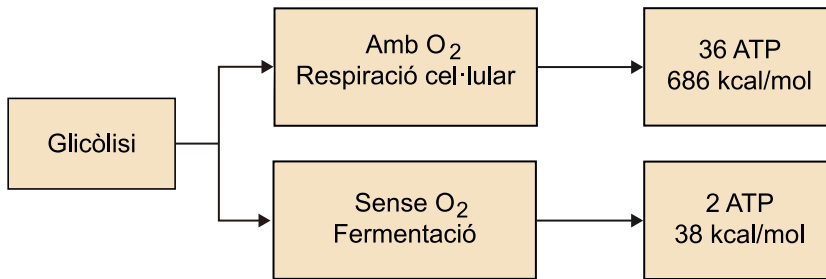 Glicòlisi
Amb O2
Respiració cel·lular
36 ATP
686 kcal/mol
Sense O2
Fermentació
2 ATP
38 kcal/mol